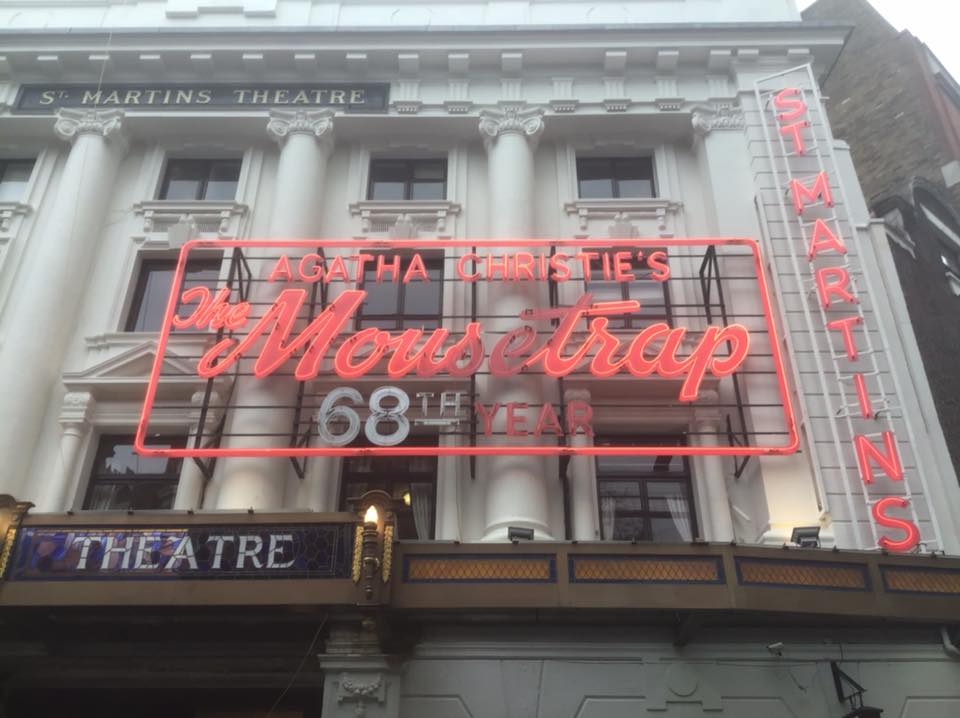 ST. MARTINS THEATRE
AGATHA CHRISTIE'S
The Mousetrap
68TH YEAR
ST MARTINS
THEATRE